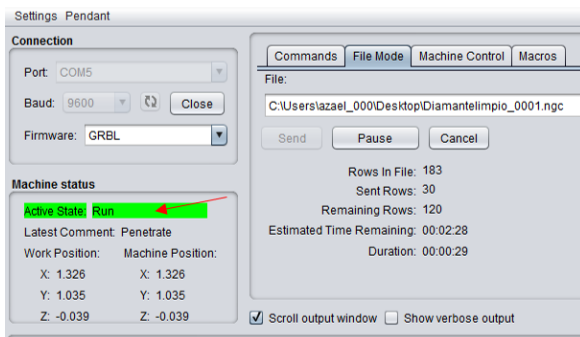 Settings Pendant
Connection
Port: COM5
Baud: 9600 Close
Firmware: GRBL
Machine status
Active State: Run
Latest Comment: Penetrate
Work Position: Machine Position:
X: 1.326 X: 1.326
Y: 1.035 Y: 1.035
Z: -0.039 Z: -0.039
Commands File Mode Machine Control Macros
File:
C:\Users\azael_000\Desktop\Diamantelimpio_0001.ngc
Send Pause Cancel
Rows In File: 183
Sent Rows: 30
Remaining Rows: 120
Estimated Time Remaining: 00:02:28
Duration: 00:00:29
Scroll output window Show verbose output